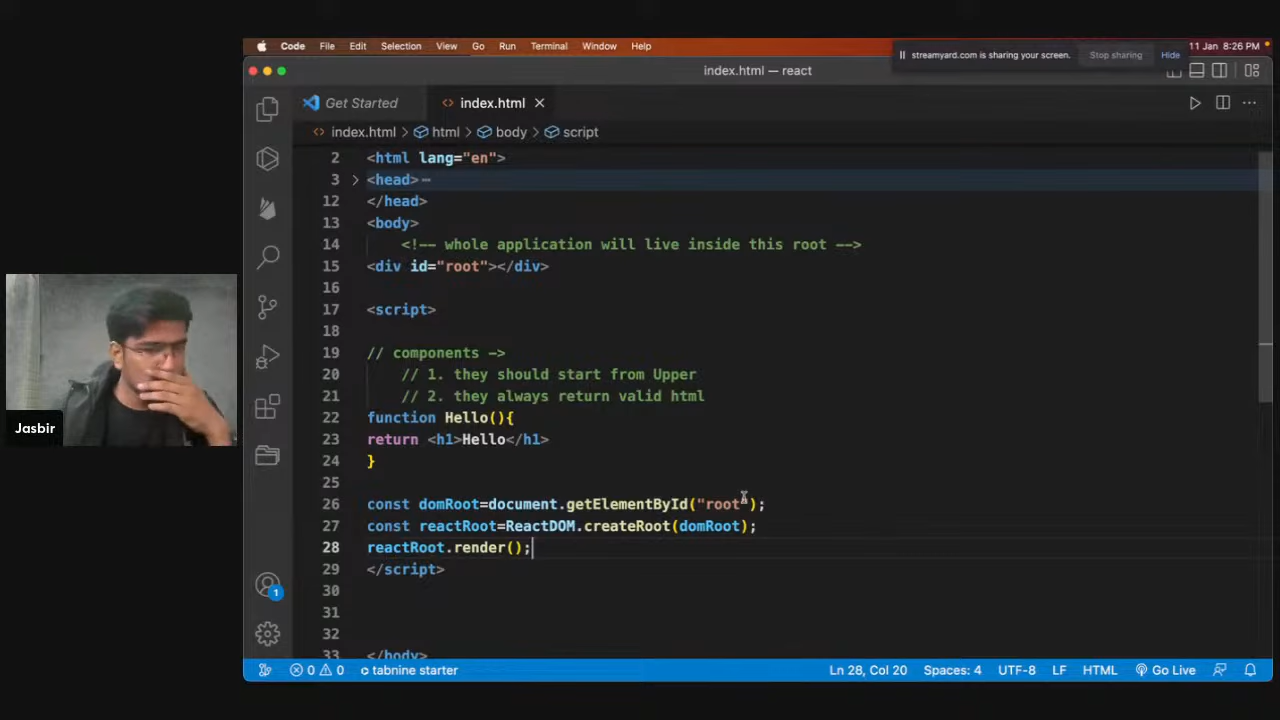 Code File Edit Selection View Go Run Terminal Window Help
streamyard.com is sharing your screen. Stop sharing Hide
11 Jan 8:26 PM
index.html — react
Get Started
index.html
index.html > html > body > script
2 <html lang="en">
3 <head>
12 </head>
13 <body>
14 <!-- whole application will live inside this root -->
15 <div id="root"></div>
16
17 <script>
18
19 // components ->
20 // 1. they should start from Upper
21 // 2. they always return valid html
22 function Hello(){
23 return <h1>Hello</h1>
24 }
25
26 const domRoot=document.getElementById("root");
27 const reactRoot=ReactDOM.createRoot(domRoot);
28 reactRoot.render();
29 </script>
30
31
32
33 </body>
Jasbir
1
0 0 tabnine starter
Ln 28, Col 20 Spaces: 4 UTF-8 LF HTML Go Live